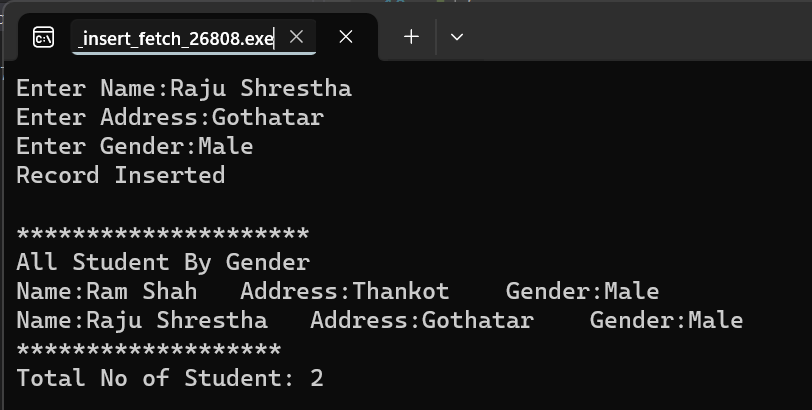 _insert_fetch_26808.exe
Enter Name:Raju Shrestha
Enter Address:Gothatar
Enter Gender:Male
Record Inserted
*********************
All Student By Gender
Name:Ram Shah   Address:Thankot    Gender:Male
Name:Raju Shrestha   Address:Gothatar    Gender:Male
*******************
Total No of Student: 2